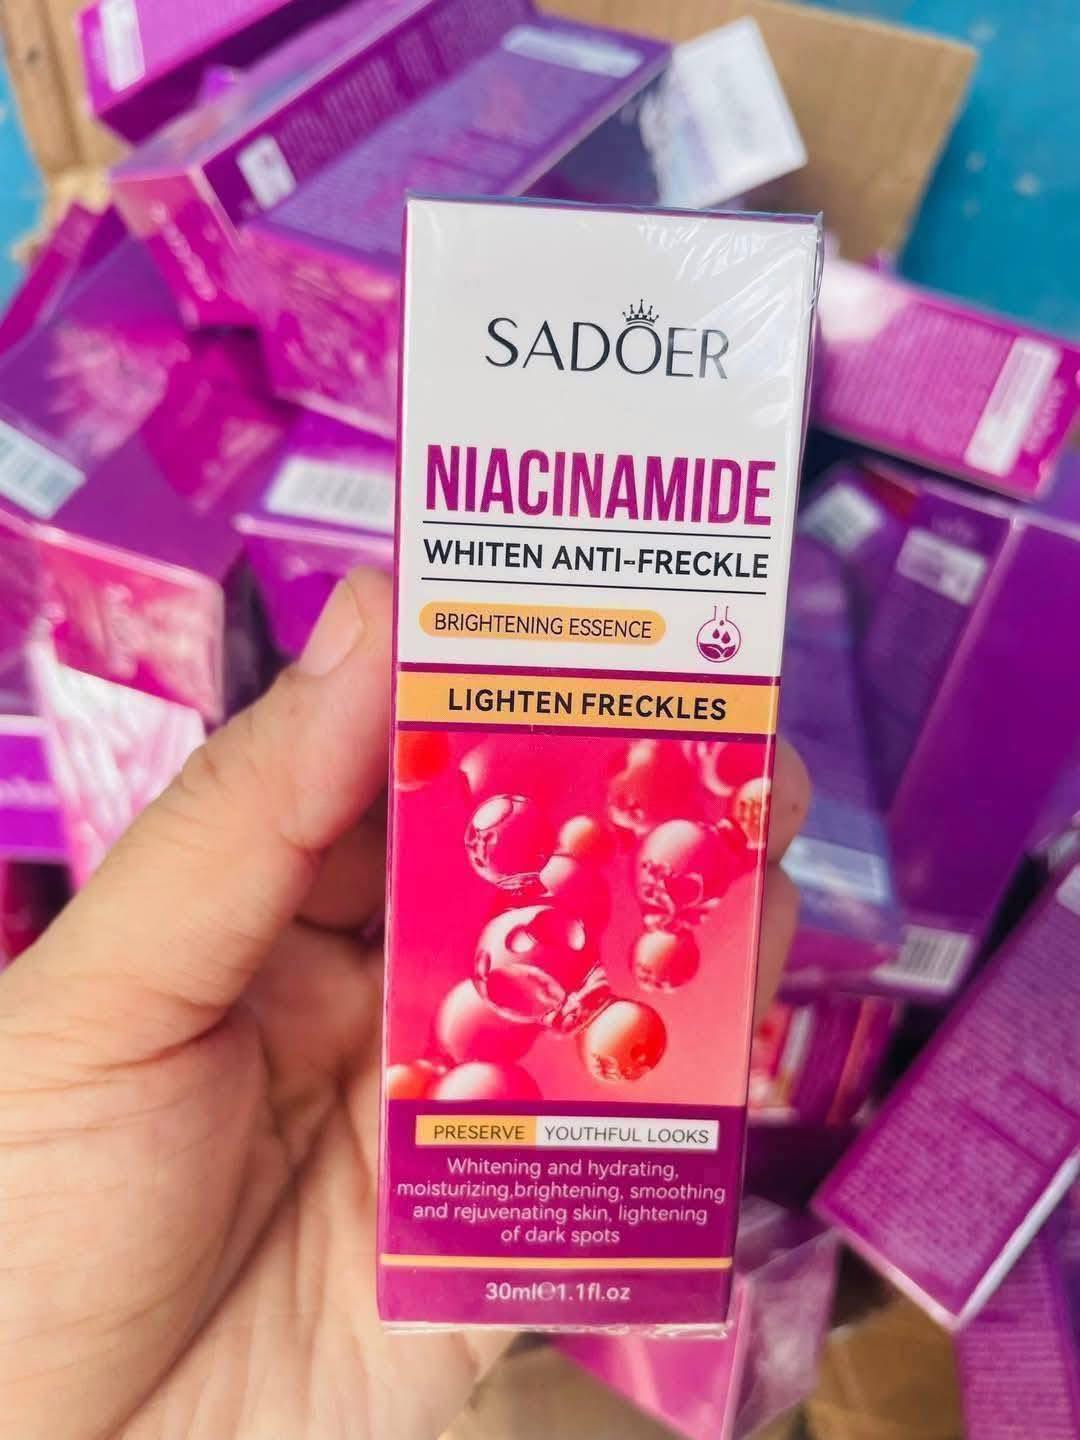 SADOER
NIACINAMIDE
WHITEN ANTI-FRECKLE
BRIGHTENING ESSENCE
LIGHTEN FRECKLES
PRESERVE YOUTHFUL LOOKS
Whitening and hydrating,
moisturizing,brightening, smoothing
and rejuvenating skin, lightening
of dark spots
30ml℮1.1fl.oz